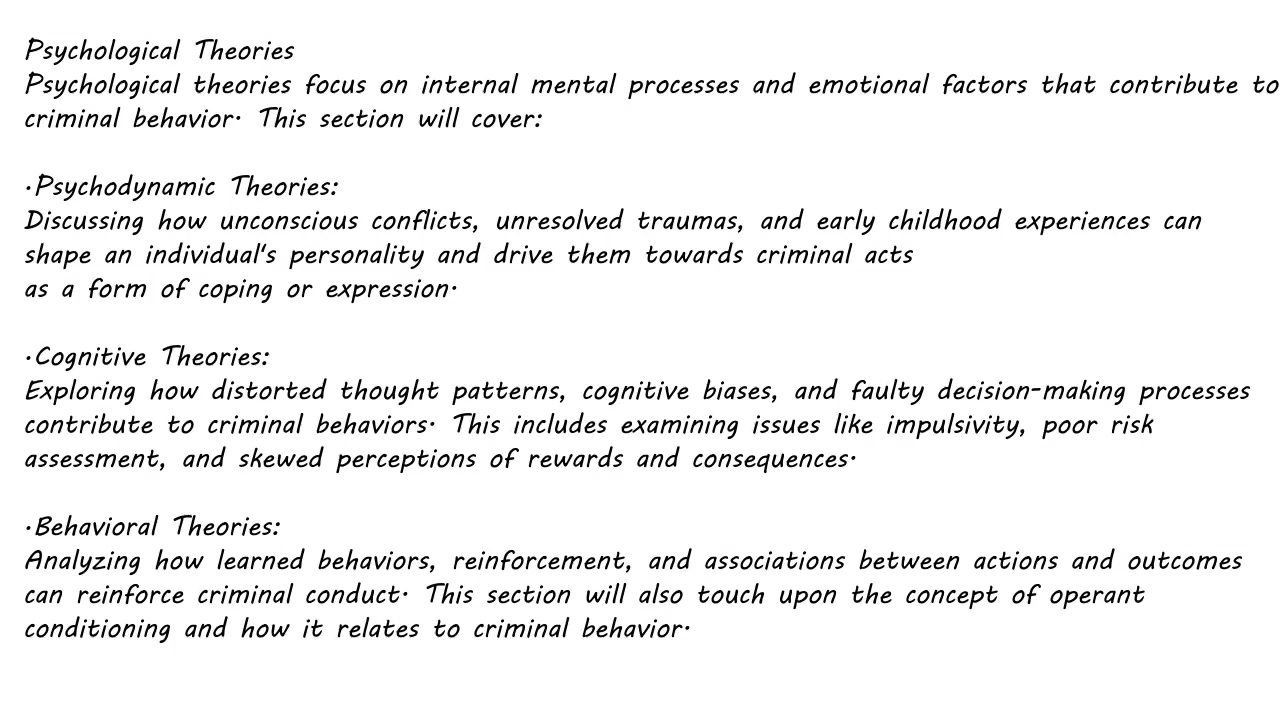 Psychological Theories
Psychological theories focus on internal mental processes and emotional factors that contribute to
criminal behavior. This section will cover:
·Psychodynamic Theories:
Discussing how unconscious conflicts, unresolved traumas, and early childhood experiences can
shape an individual's personality and drive them towards criminal acts
as a form of coping or expression.
·Cognitive Theories:
Exploring how distorted thought patterns, cognitive biases, and faulty decision-making processes
contribute to criminal behaviors. This includes examining issues like impulsivity, poor risk
assessment, and skewed perceptions of rewards and consequences.
·Behavioral Theories:
Analyzing how learned behaviors, reinforcement, and associations between actions and outcomes
can reinforce criminal conduct. This section will also touch upon the concept of operant
conditioning and how it relates to criminal behavior.